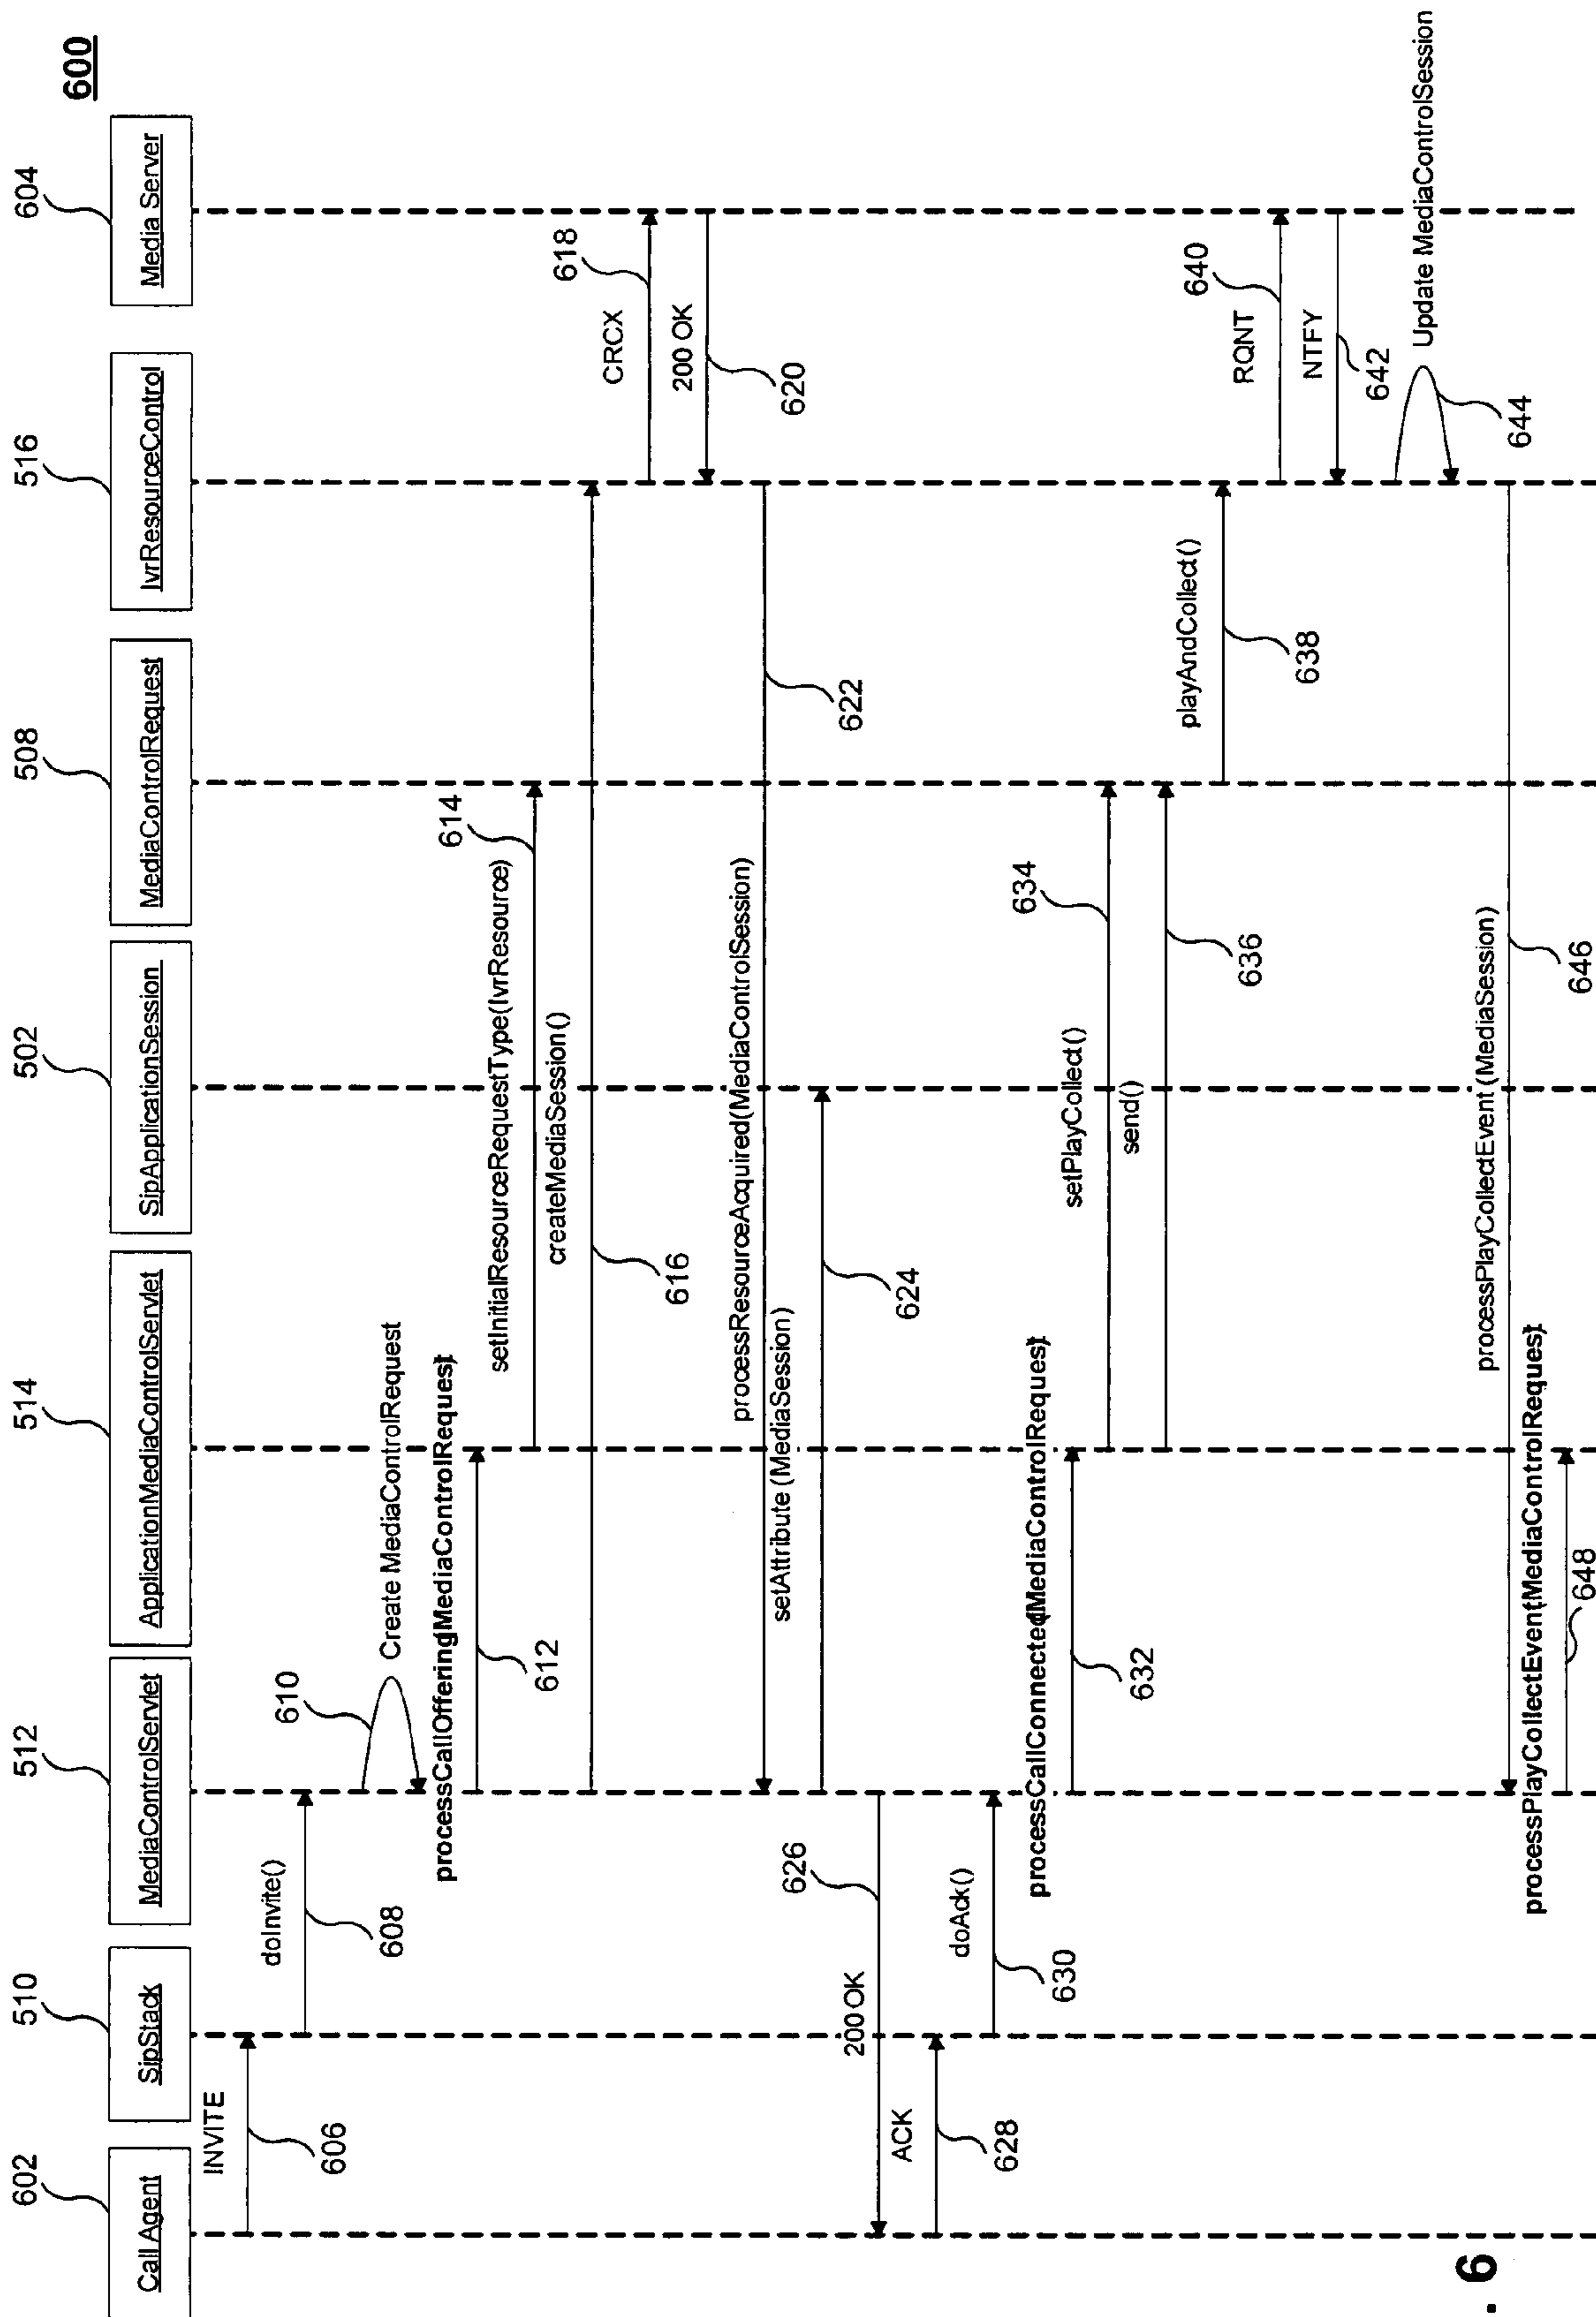 600
602
510
512
514
502
508
516
604
Call Agent
SipStack
MediaControlServlet
ApplicationMediaControlServlet
SipApplicationSession
MediaControlRequest
IvrResourceControl
Media Server
INVITE
606
doInvite()
608
610
Create MediaControlRequest
processCallOffering(MediaControlRequest)
612
setInitialResourceRequestType(IvrResource)
614
createMediaSession()
616
CRCX
618
200 OK
620
processResourceAcquired(MediaControlSession)
622
setAttribute (MediaSession)
624
626
200 OK
ACK
628
doAck()
630
processCallConnected(MediaControlRequest)
632
setPlayCollect()
634
send()
636
playAndCollect()
638
RQNT
640
NTFY
642
Update MediaControlSession
644
processPlayCollectEvent (MediaSession)
646
processPlayCollectEvent(MediaControlRequest)
648
. 6